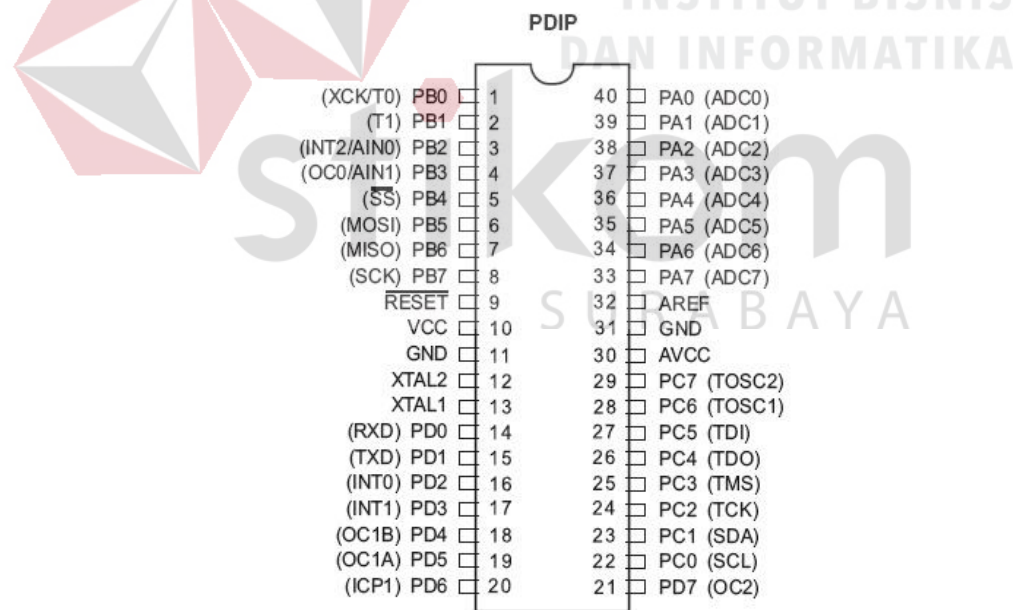 INSTITUT BISNIS
DAN INFORMATIKA
stikom
SURABAYA
PDIP
(XCK/T0) PB0 1 40 PA0 (ADC0)
(T1) PB1 2 39 PA1 (ADC1)
(INT2/AIN0) PB2 3 38 PA2 (ADC2)
(OC0/AIN1) PB3 4 37 PA3 (ADC3)
(SS) PB4 5 36 PA4 (ADC4)
(MOSI) PB5 6 35 PA5 (ADC5)
(MISO) PB6 7 34 PA6 (ADC6)
(SCK) PB7 8 33 PA7 (ADC7)
RESET 9 32 AREF
VCC 10 31 GND
GND 11 30 AVCC
XTAL2 12 29 PC7 (TOSC2)
XTAL1 13 28 PC6 (TOSC1)
(RXD) PD0 14 27 PC5 (TDI)
(TXD) PD1 15 26 PC4 (TDO)
(INT0) PD2 16 25 PC3 (TMS)
(INT1) PD3 17 24 PC2 (TCK)
(OC1B) PD4 18 23 PC1 (SDA)
(OC1A) PD5 19 22 PC0 (SCL)
(ICP1) PD6 20 21 PD7 (OC2)